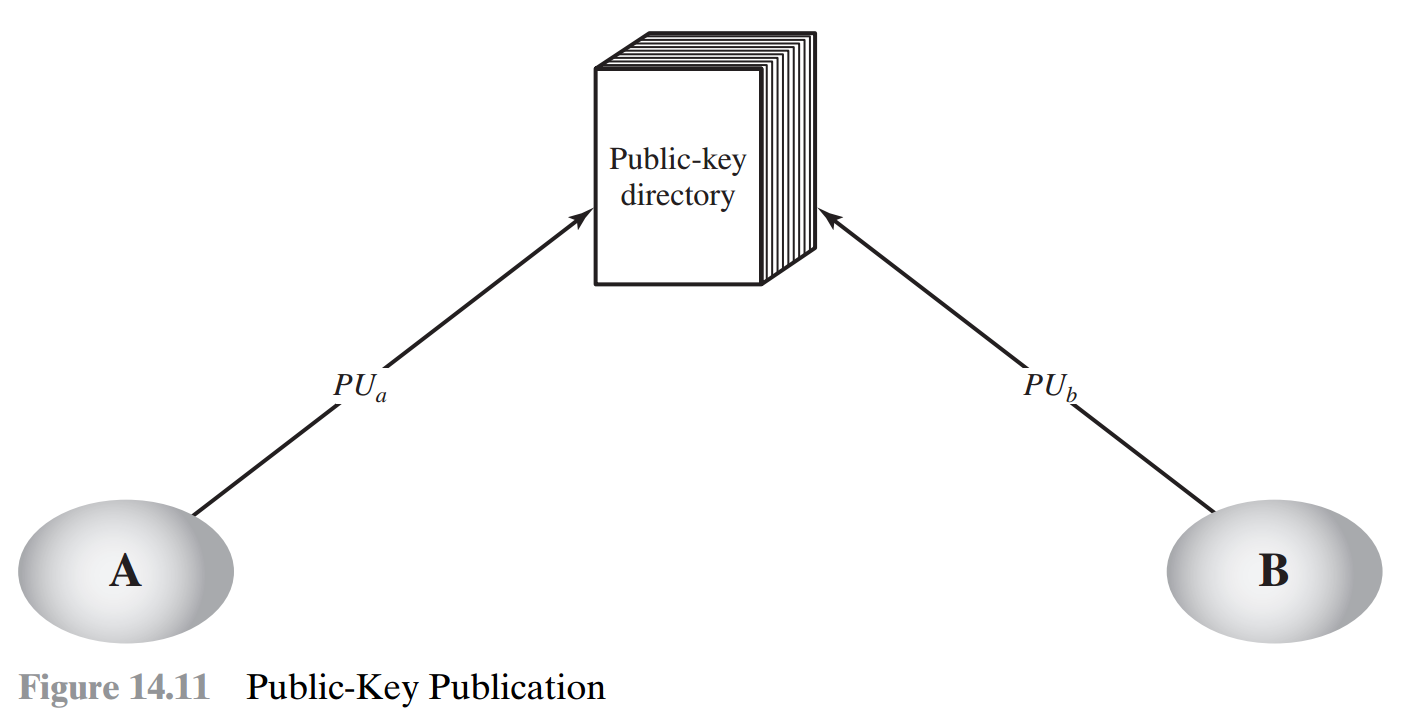 Public-key
directory
PUa
PUb
A
B
Figure 14.11 Public-Key Publication